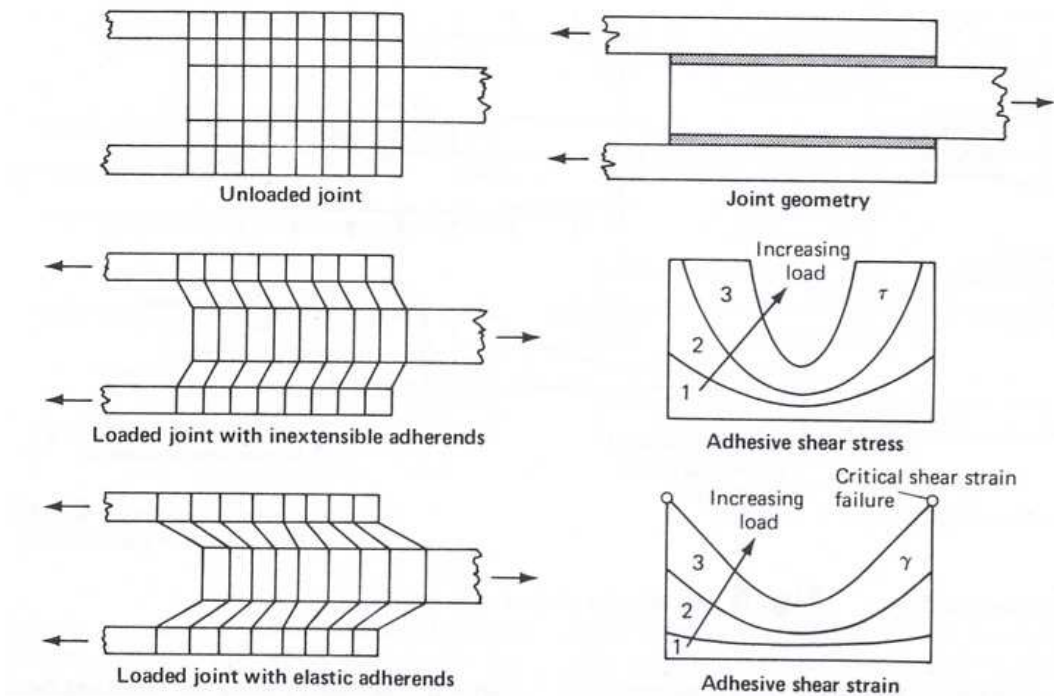 Unloaded joint
Joint geometry
Loaded joint with inextensible adherends
Increasing
load
3
τ
2
1
Adhesive shear stress
Loaded joint with elastic adherends
Critical shear strain
failure
Increasing
load
3
γ
2
1
Adhesive shear strain